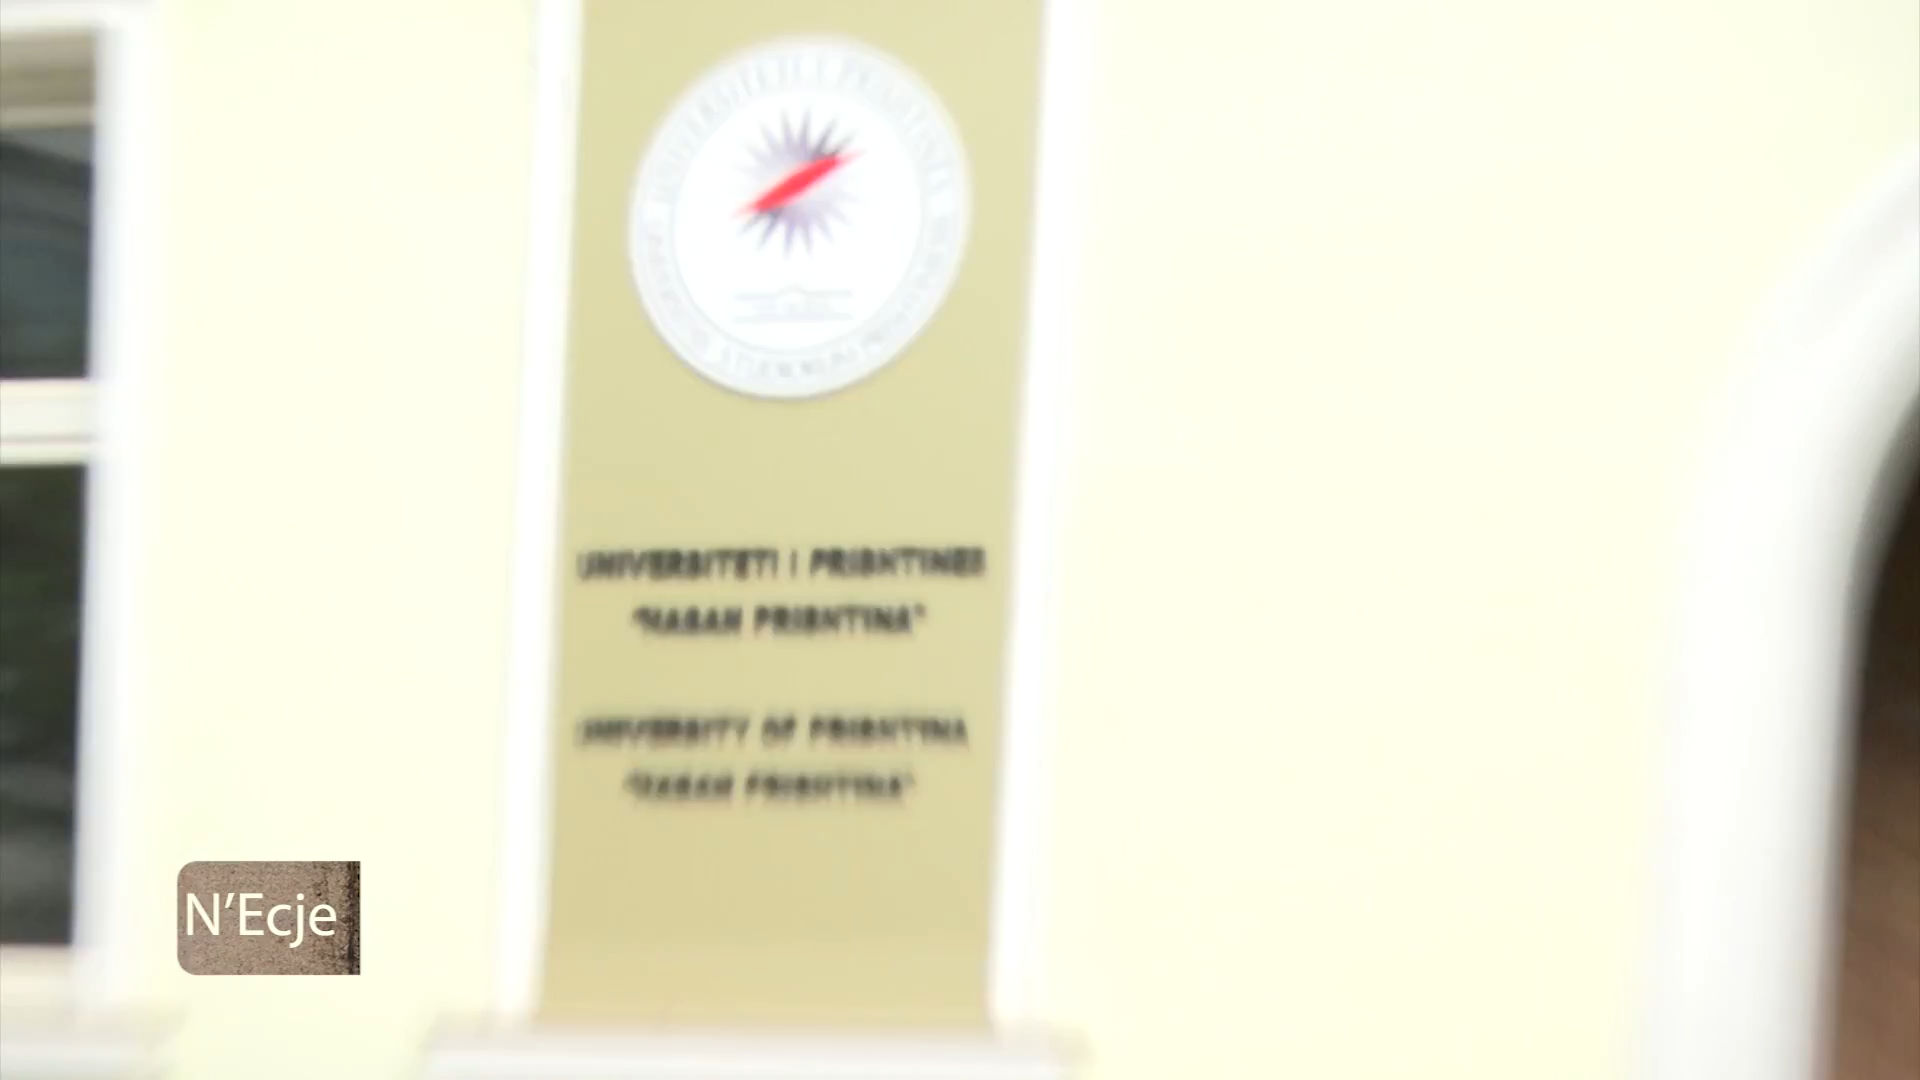 UNIVERSITETI I PRISHTINËS
"HASAN PRISHTINA"
UNIVERSITY OF PRISHTINA
"HASAN PRISHTINA"
N'Ecje